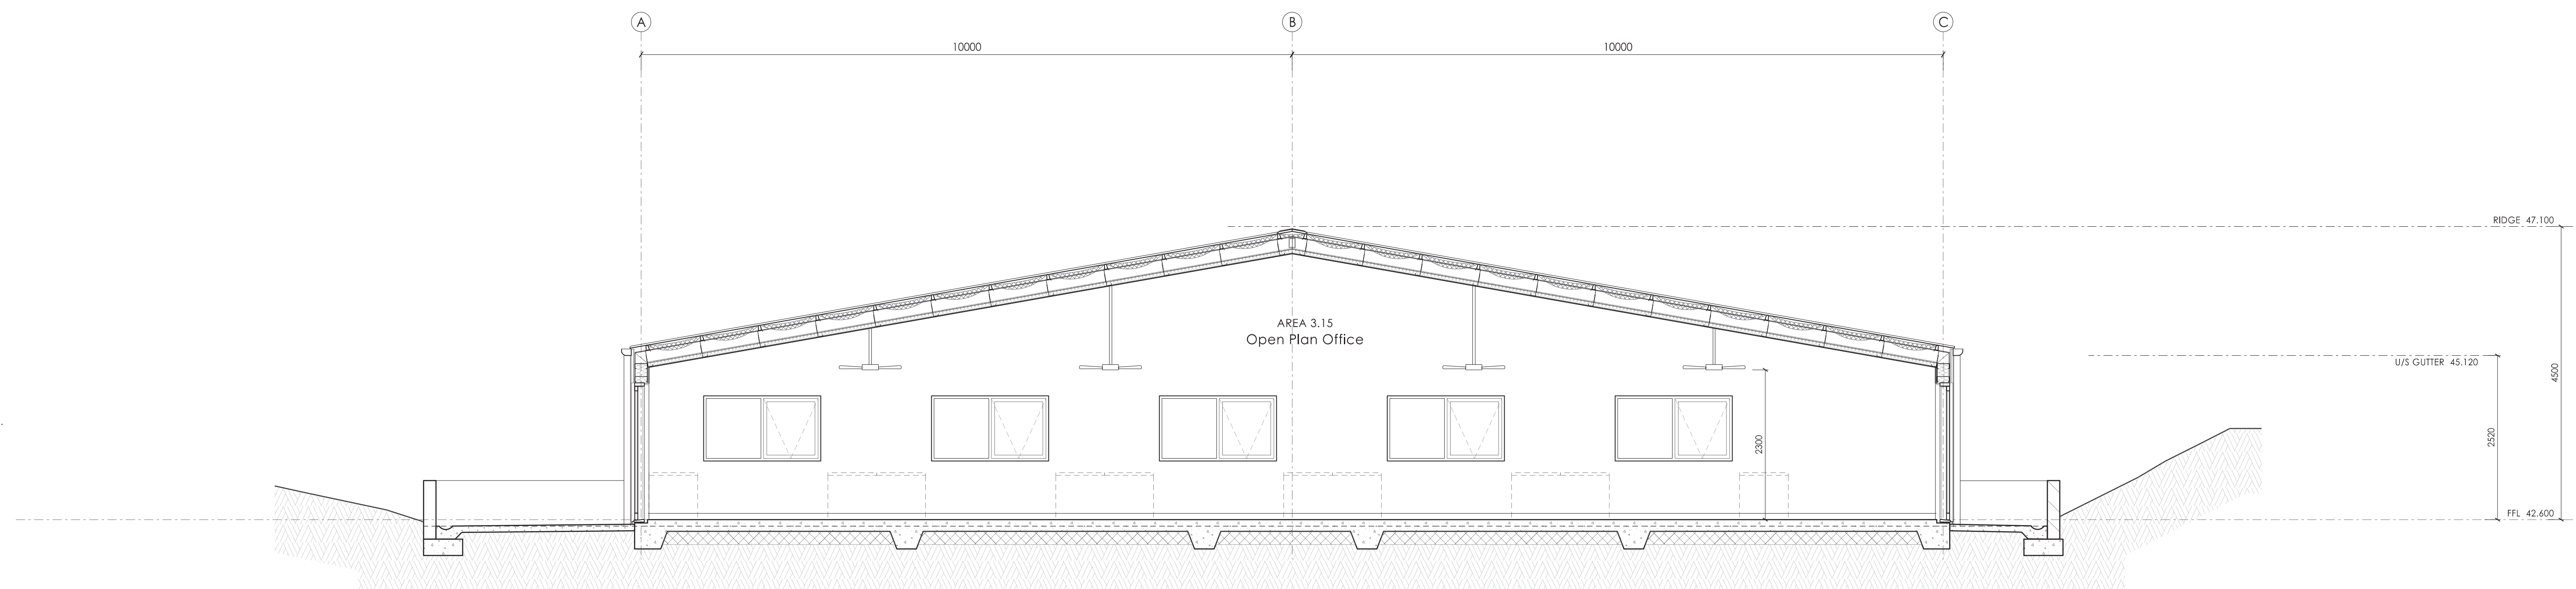 A
B
C
10000
10000
RIDGE 47.100
AREA 3.15
Open Plan Office
U/S GUTTER 45.120
4500
2300
2520
FFL 42.600